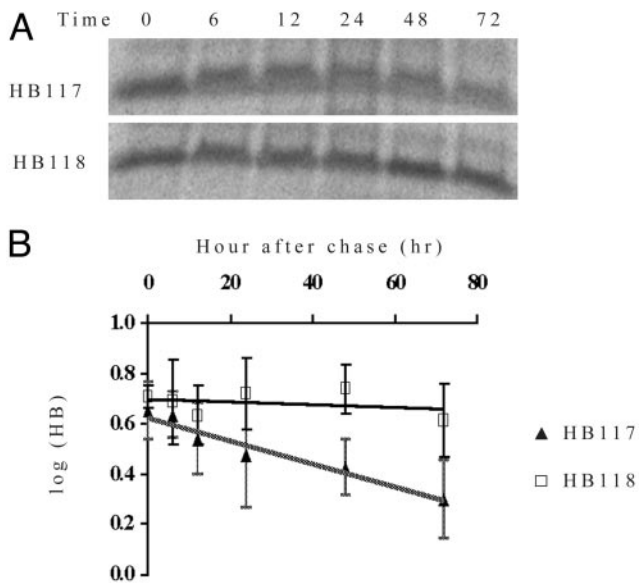 A
Time 0 6 12 24 48 72
HB117
HB118
B
Hour after chase (hr)
0 20 40 60 80
1.0
0.8
0.6
0.4
0.2
0.0
log (HB)
HB117
HB118